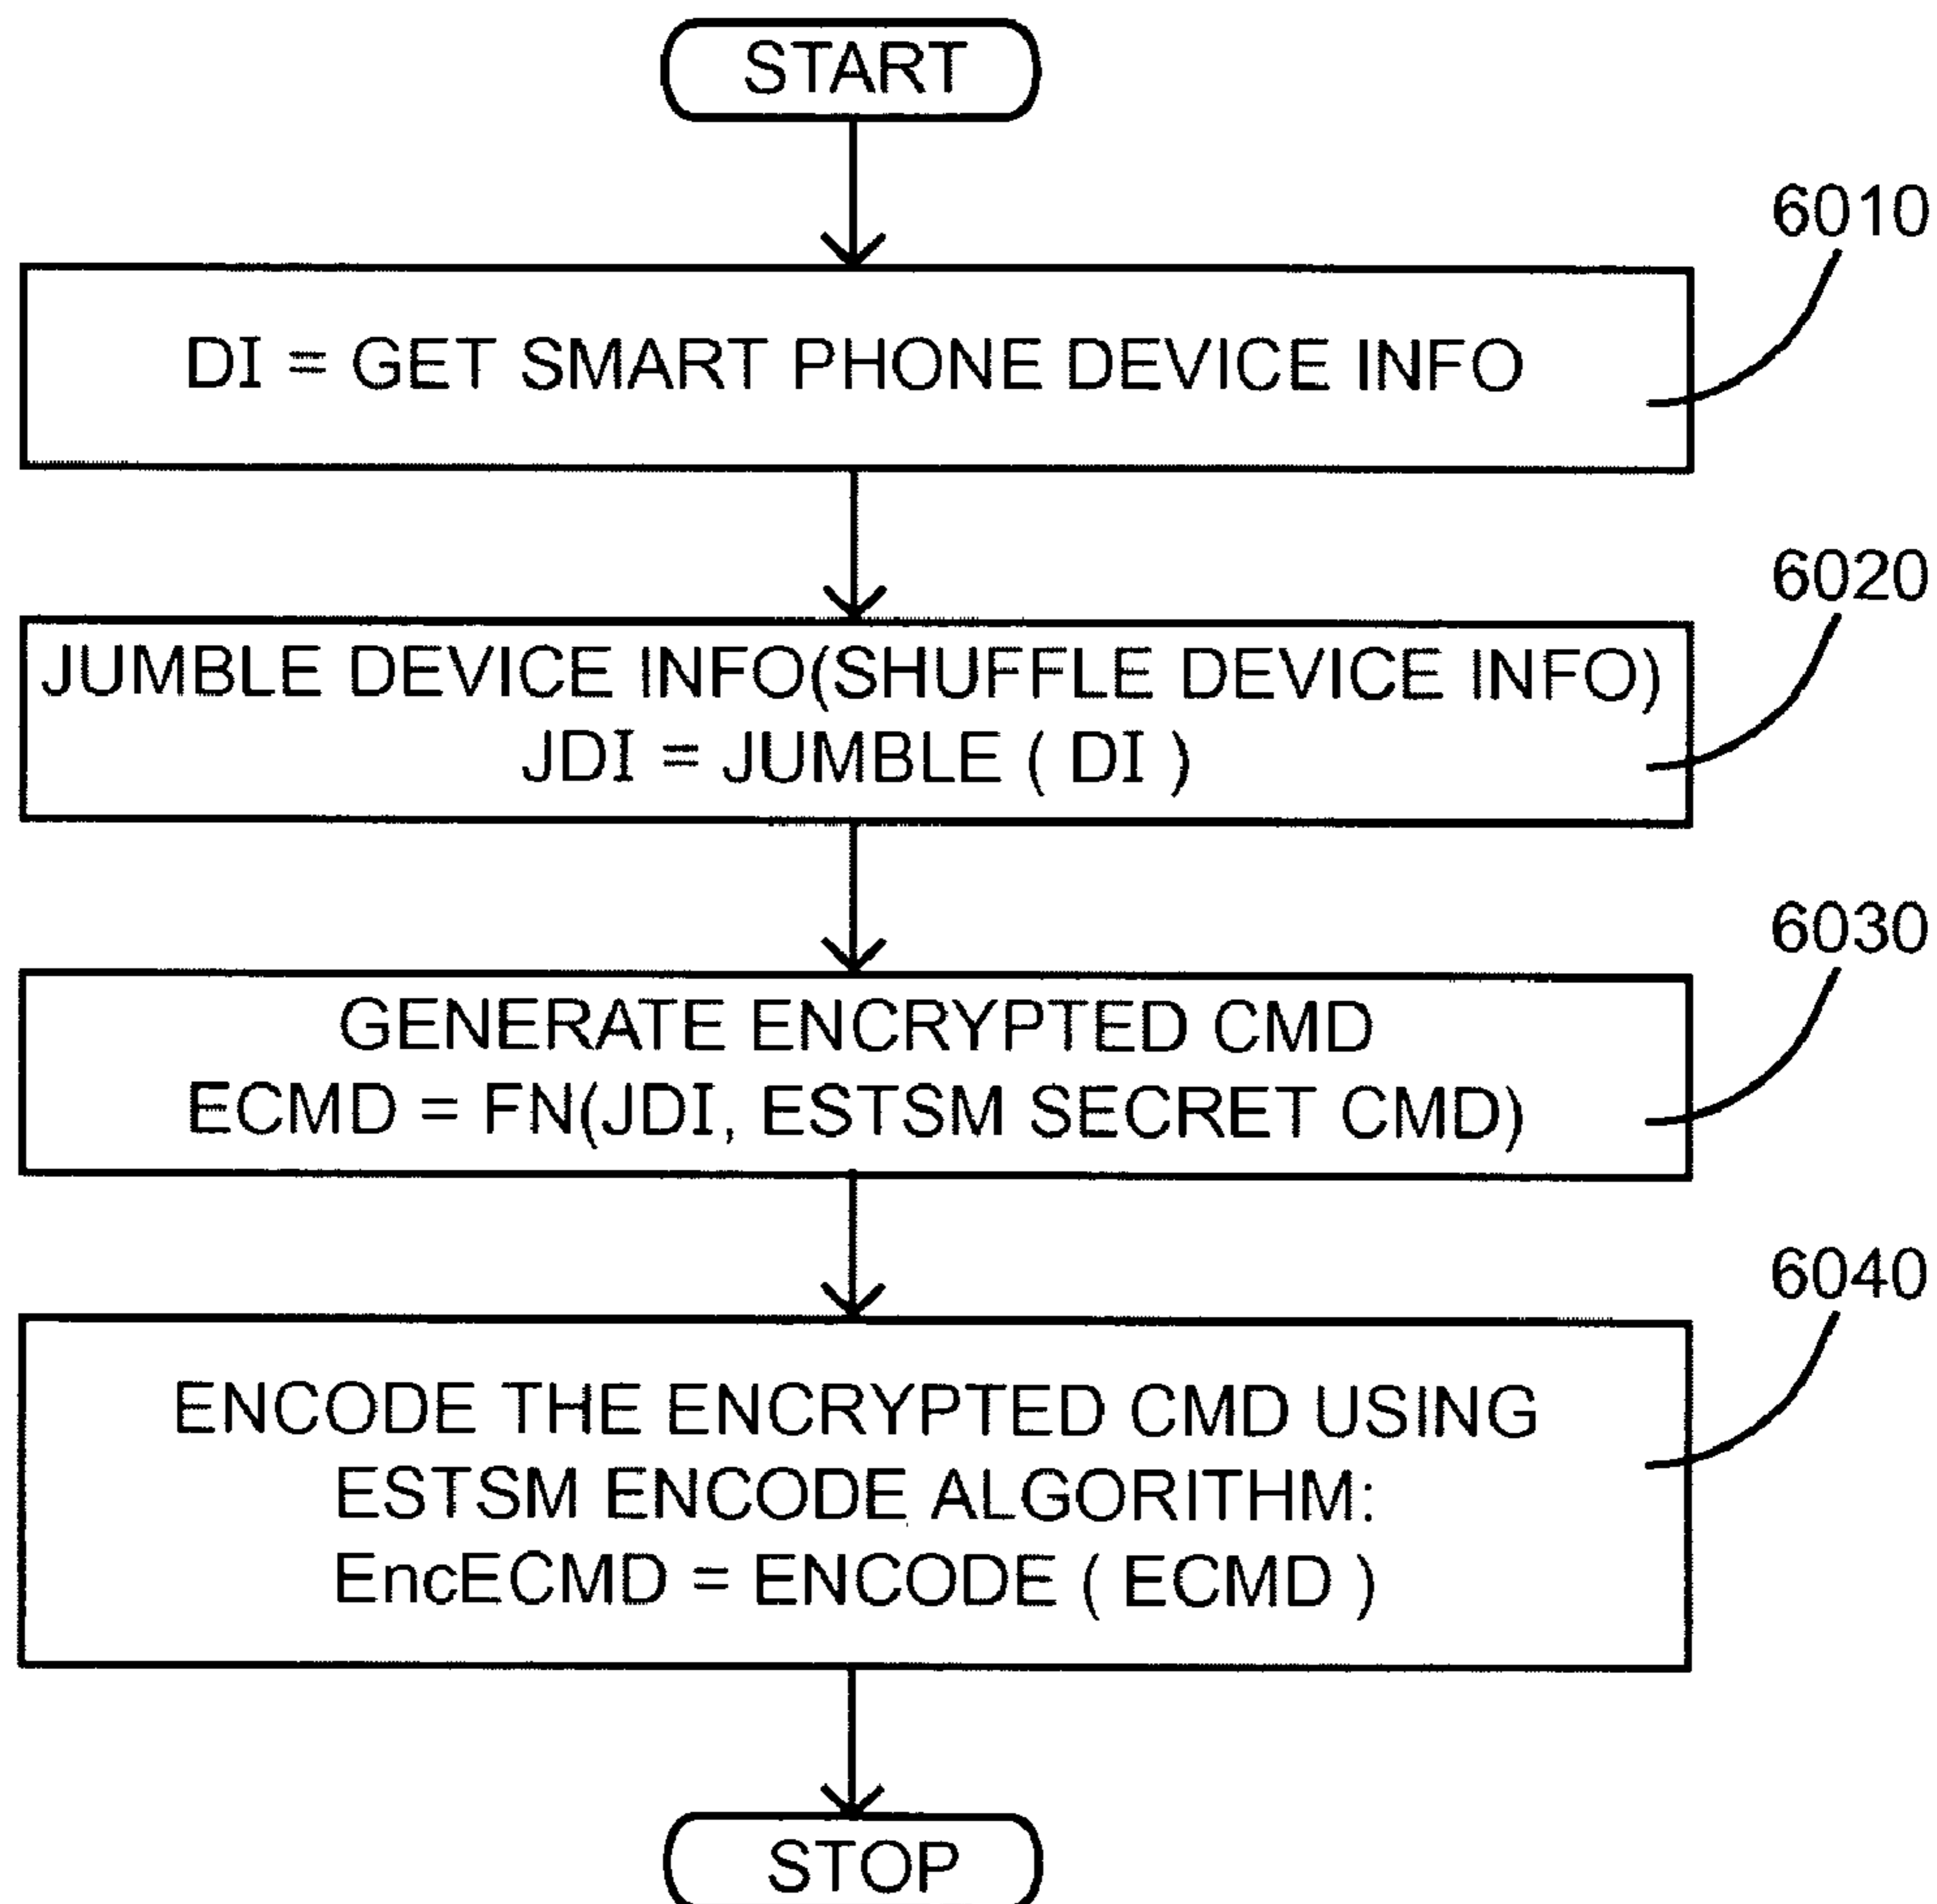 START
6010
DI = GET SMART PHONE DEVICE INFO
6020
JUMBLE DEVICE INFO(SHUFFLE DEVICE INFO)
JDI = JUMBLE ( DI )
6030
GENERATE ENCRYPTED CMD
ECMD = FN(JDI, ESTSM SECRET CMD)
6040
ENCODE THE ENCRYPTED CMD USING
ESTSM ENCODE ALGORITHM:
EncECMD = ENCODE ( ECMD )
STOP